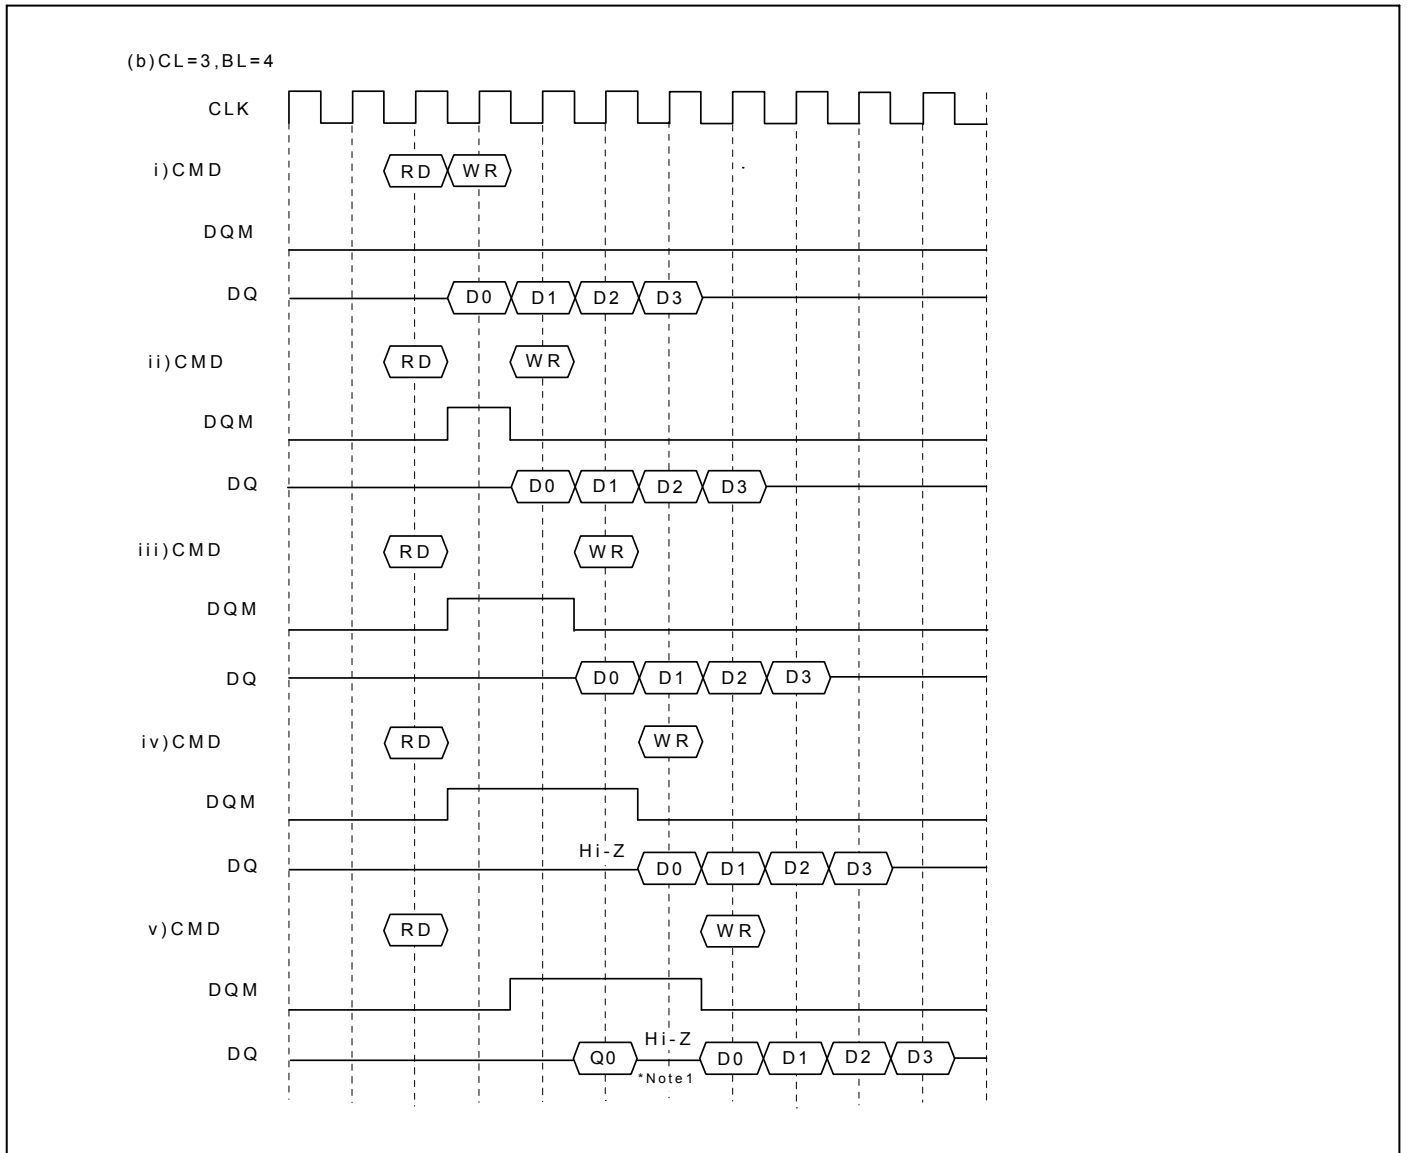 (b)CL=3,BL=4
CLK
i)CMD RD WR
DQM
DQ D0 D1 D2 D3
ii)CMD RD WR
DQM
DQ D0 D1 D2 D3
iii)CMD RD WR
DQM
DQ D0 D1 D2 D3
iv)CMD RD WR
DQM
Hi-Z
DQ D0 D1 D2 D3
v)CMD RD WR
DQM
Hi-Z
DQ Q0 D0 D1 D2 D3
*Note1